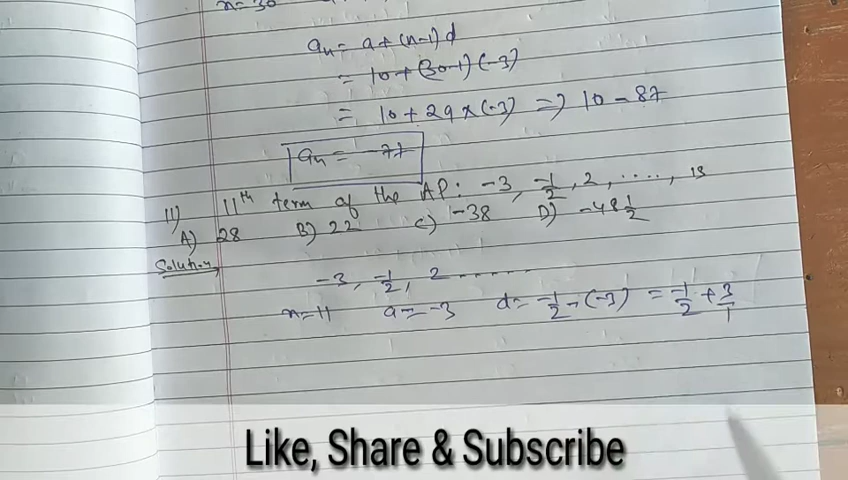 n=30
aₙ = a+(n-1)d
= 10+(30-1)(-3)
= 10+29×(-3) ⇒ 10-87
aₙ = -77
11) 11th term of the AP: -3, -1/2, 2, ....., is
A) 28 B) 22 C) -38 D) -48 1/2
Solution
-3, -1/2, 2 ......
n=11 a=-3 d= -1/2 - (-3) = -1/2 + 3/1
Like, Share & Subscribe